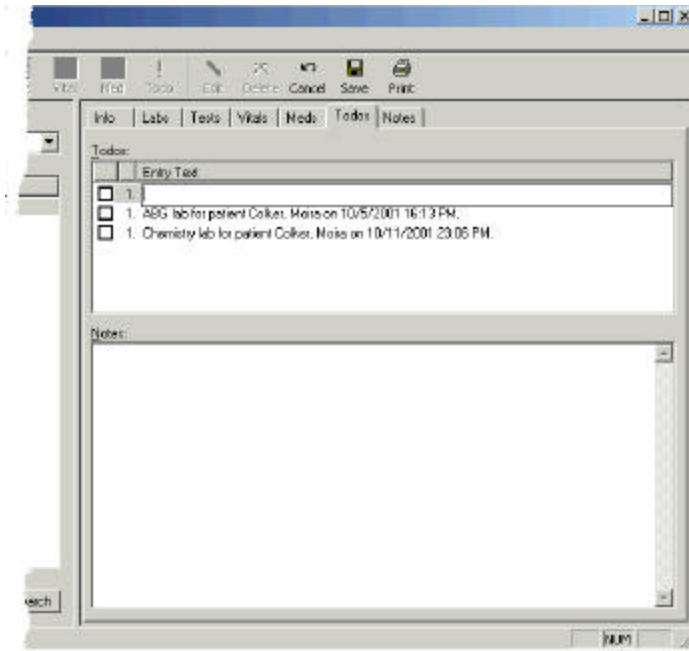 Vital Med Todo Edit Delete Cancel Save Print
Info Labs Tests Vitals Meds Todos Notes
Todos:
Entry Text
1.
1. ABG lab for patient Colker, Moira on 10/5/2001 16:13 PM.
1. Chemistry lab for patient Colker, Moira on 10/11/2001 23:06 PM.
Notes:
earch
NUM